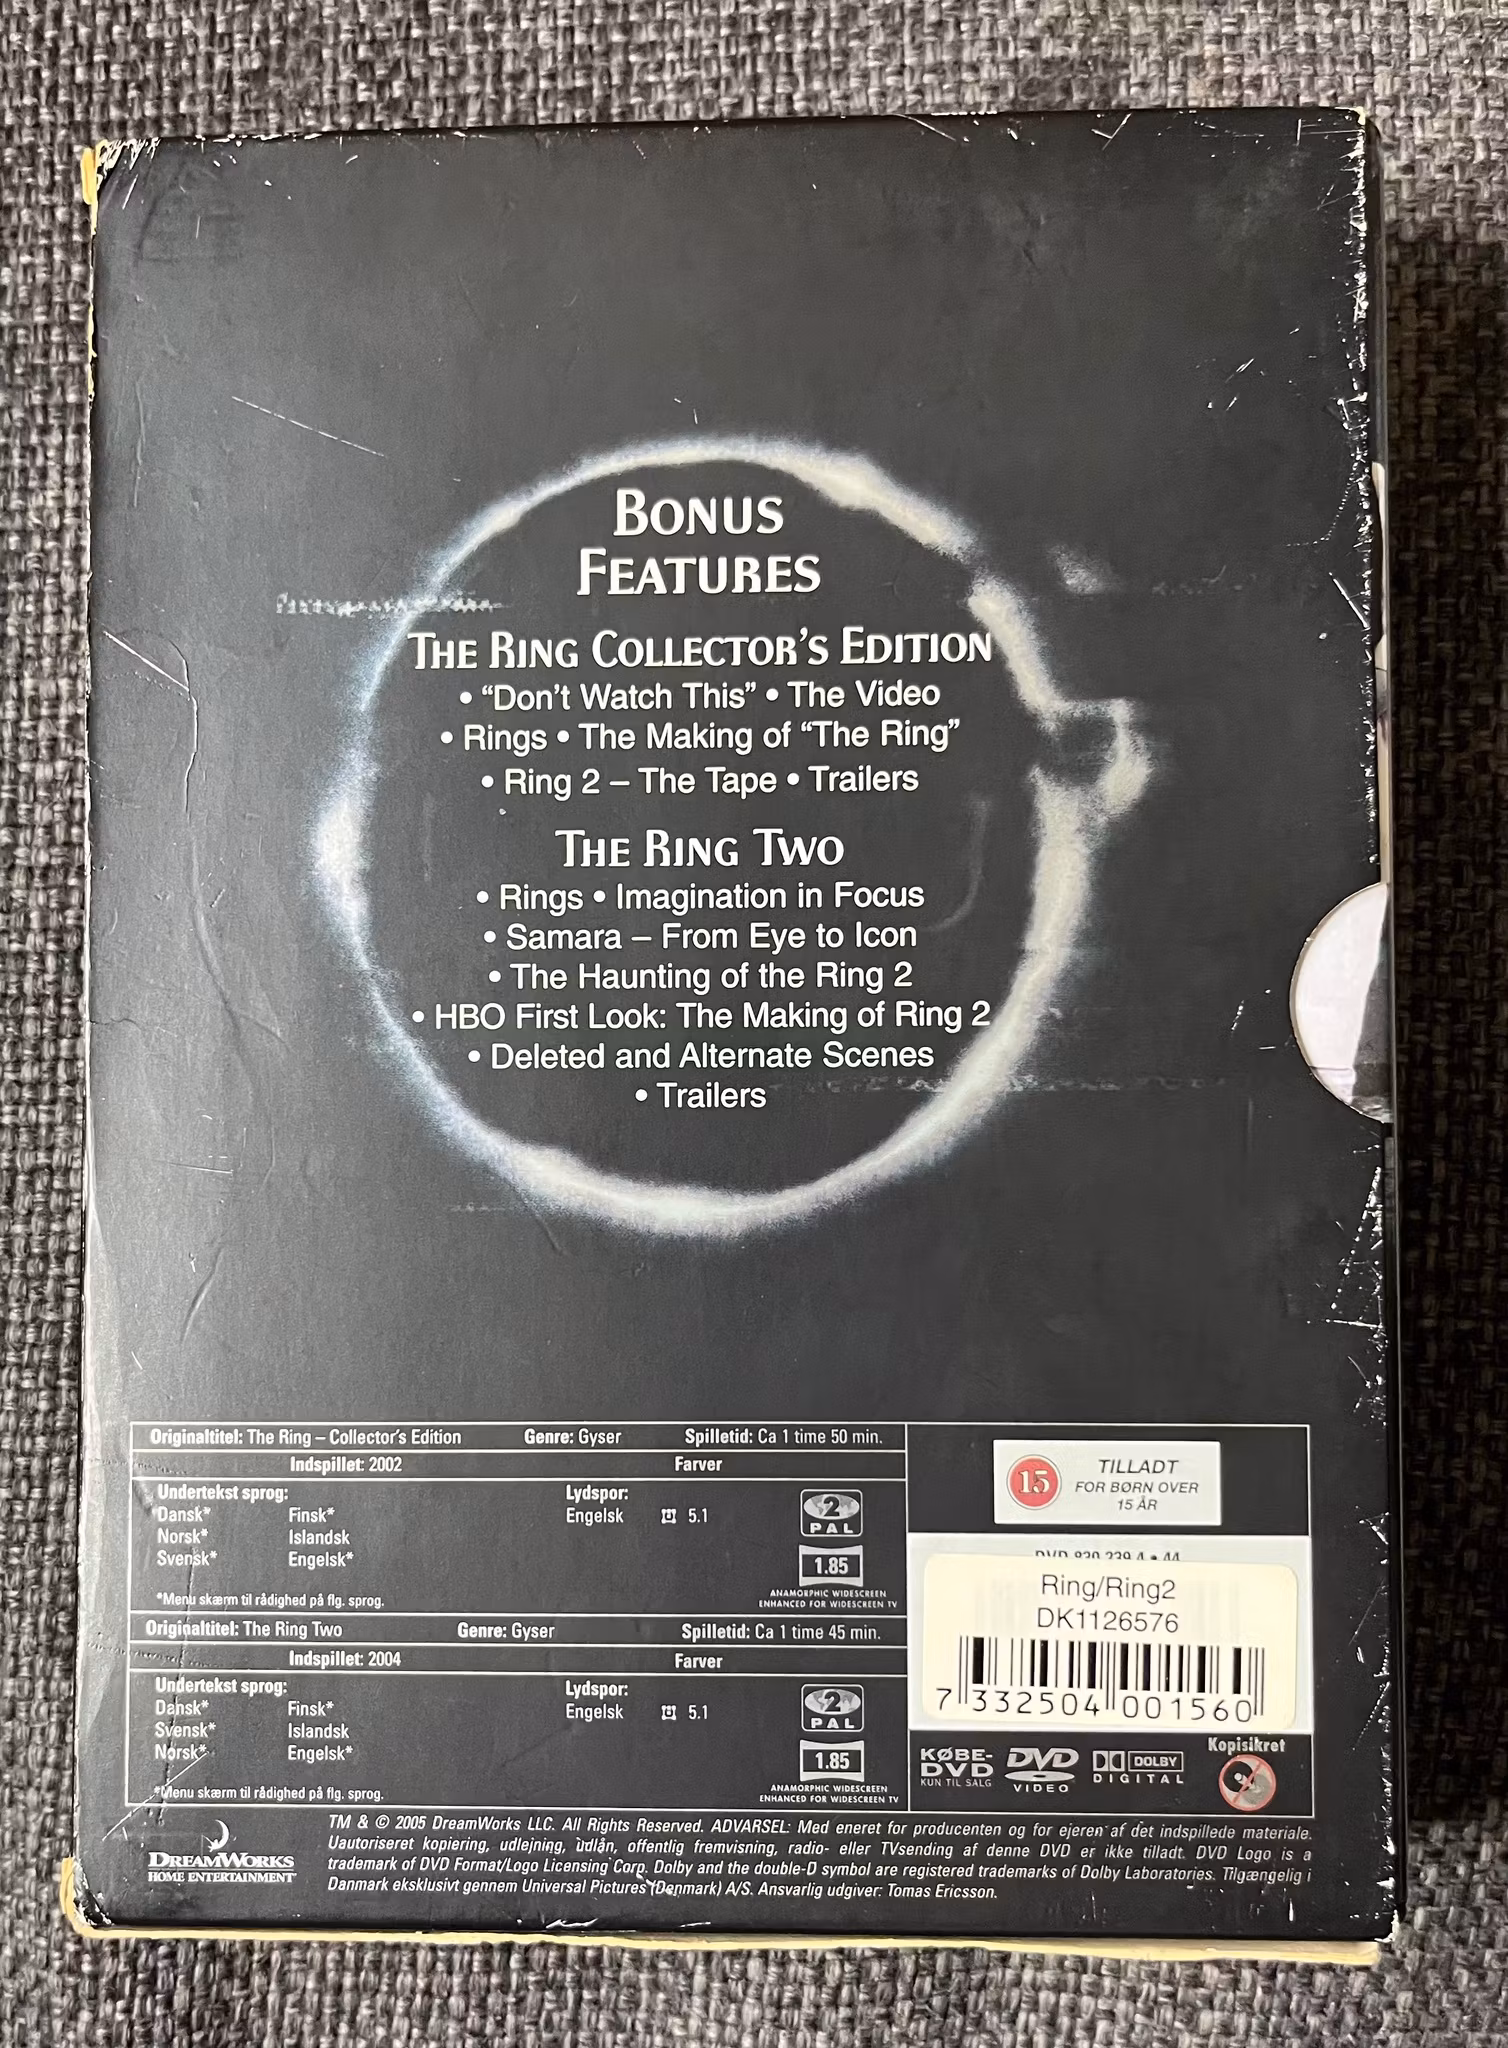 BONUS
FEATURES
THE RING COLLECTOR'S EDITION
• “Don't Watch This” • The Video
• Rings • The Making of “The Ring”
• Ring 2 – The Tape • Trailers
THE RING TWO
• Rings • Imagination in Focus
• Samara – From Eye to Icon
• The Haunting of the Ring 2
• HBO First Look: The Making of Ring 2
• Deleted and Alternate Scenes
• Trailers
Originaltitel: The Ring – Collector's Edition Genre: Gyser Spilletid: Ca 1 time 50 min.
Indspillet: 2002 Farver
Undertekst sprog: Lydspor:
Dansk* Finsk* Engelsk 5.1
Norsk* Islandsk
Svensk* Engelsk*
*Menu skærm til rådighed på flg. sprog.
2
PAL
1.85
ANAMORPHIC WIDESCREEN
ENHANCED FOR WIDESCREEN TV
Originaltitel: The Ring Two Genre: Gyser Spilletid: Ca 1 time 45 min.
Indspillet: 2004 Farver
Undertekst sprog: Lydspor:
Dansk* Finsk* Engelsk 5.1
Svensk* Islandsk
Norsk* Engelsk*
*Menu skærm til rådighed på flg. sprog.
2
PAL
1.85
ANAMORPHIC WIDESCREEN
ENHANCED FOR WIDESCREEN TV
15 TILLADT
FOR BØRN OVER
15 ÅR
DVD
Ring/Ring2
DK1126576
7 332504 001560
KØBE-
DVD
KUN TIL SALG
DVD
VIDEO
DOLBY
DIGITAL
Kopisikret
DREAMWORKS
HOME ENTERTAINMENT
TM & © 2005 DreamWorks LLC. All Rights Reserved. ADVARSEL: Med eneret for producenten og for ejeren af det indspillede materiale.
Uautoriseret kopiering, udlejning, udlån, offentlig fremvisning, radio- eller TVsending af denne DVD er ikke tilladt. DVD Logo is a
trademark of DVD Format/Logo Licensing Corp. Dolby and the double-D symbol are registered trademarks of Dolby Laboratories. Tilgængelig i
Danmark eksklusivt gennem Universal Pictures (Denmark) A/S. Ansvarlig udgiver: Tomas Ericsson.